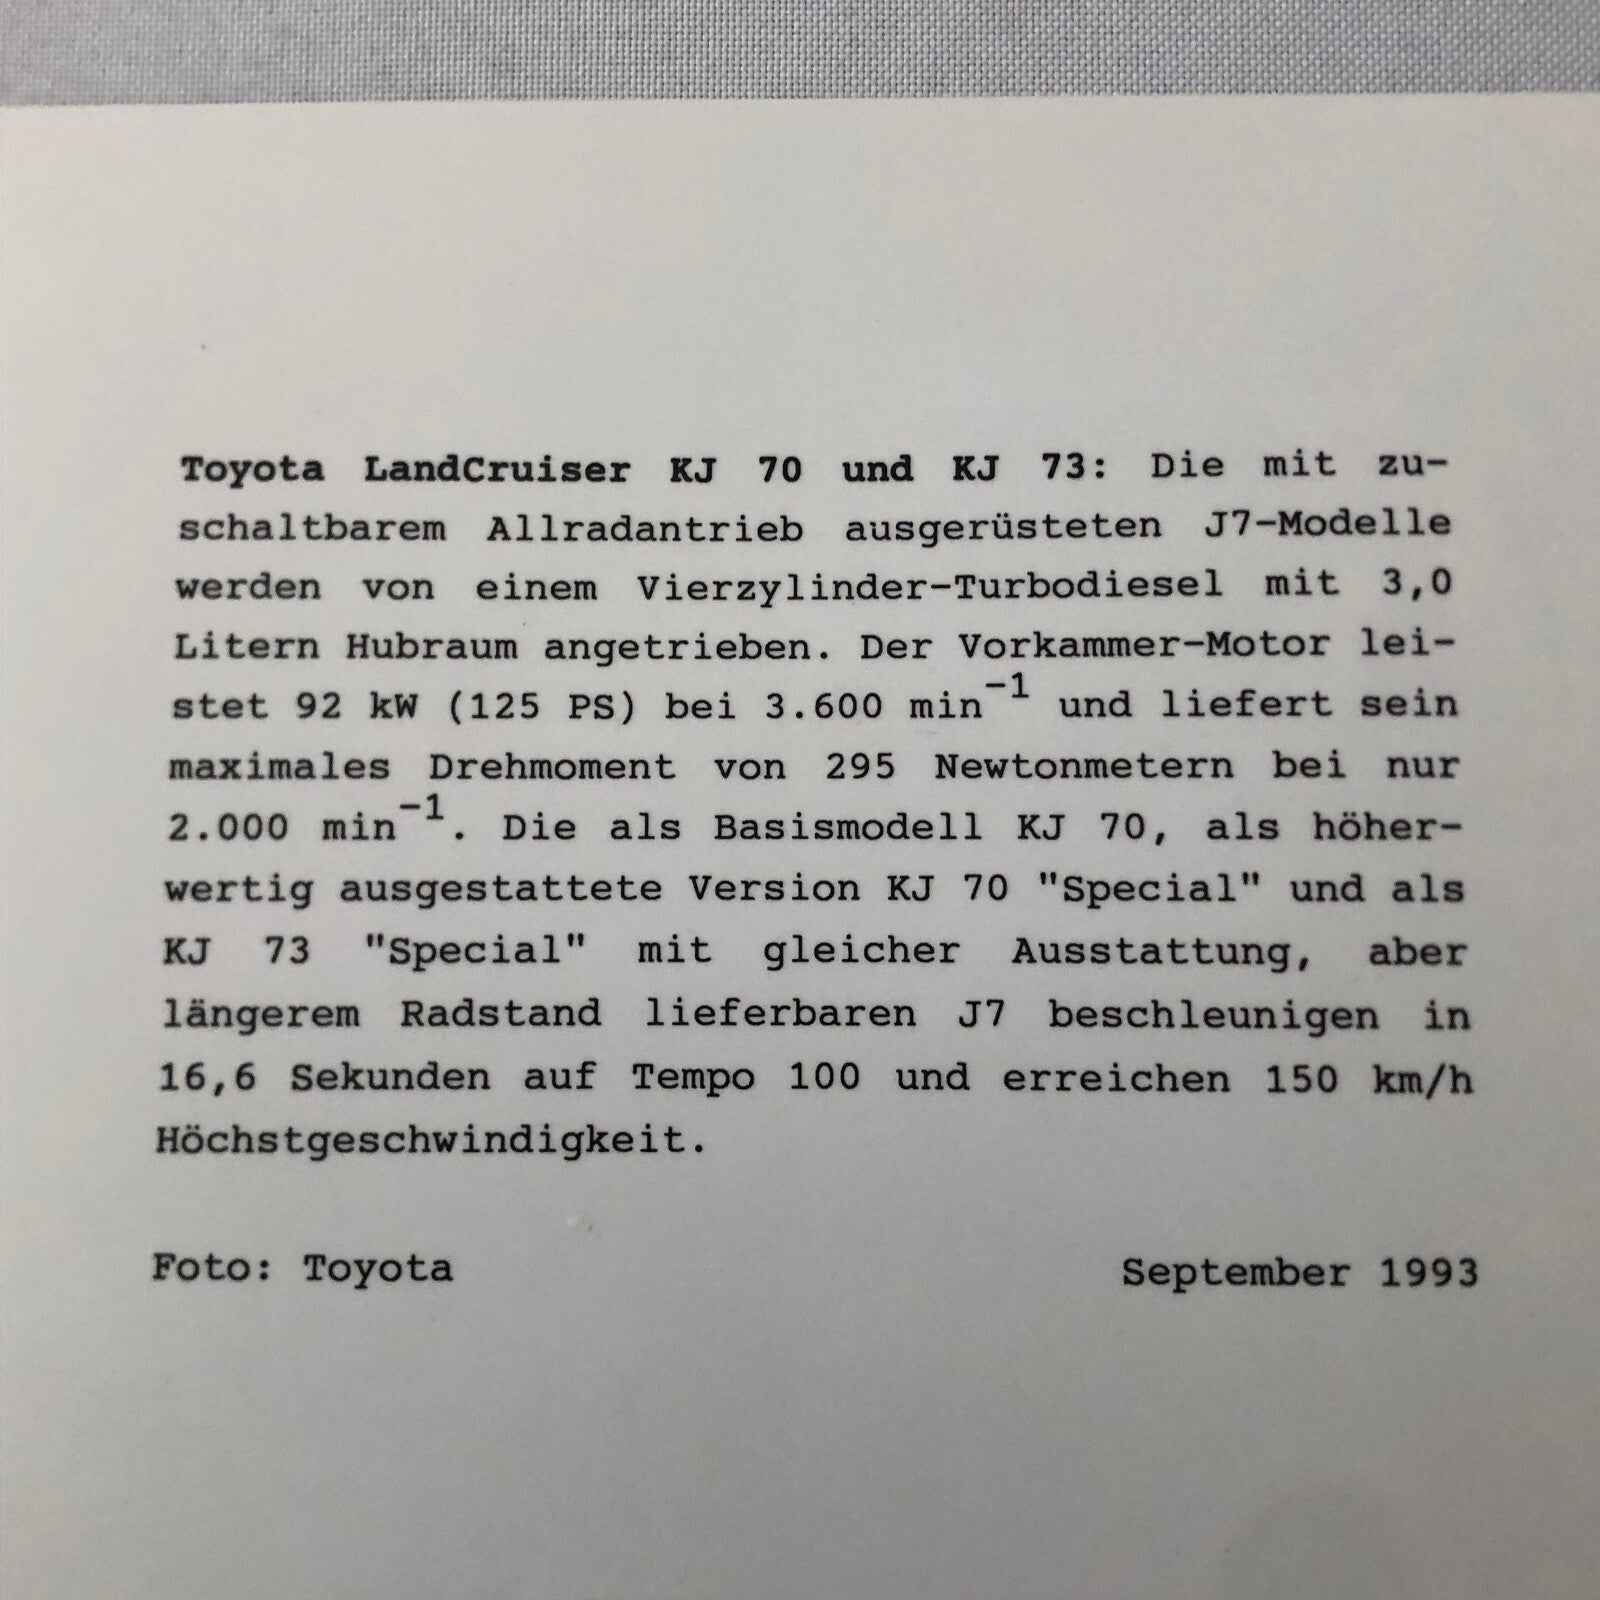 Toyota LandCruiser KJ 70 und KJ 73: Die mit zu-
schaltbarem Allradantrieb ausgerüsteten J7-Modelle
werden von einem Vierzylinder-Turbodiesel mit 3,0
Litern Hubraum angetrieben. Der Vorkammer-Motor lei-
stet 92 kW (125 PS) bei 3.600 min⁻¹ und liefert sein
maximales Drehmoment von 295 Newtonmetern bei nur
2.000 min⁻¹. Die als Basismodell KJ 70, als höher-
wertig ausgestattete Version KJ 70 "Special" und als
KJ 73 "Special" mit gleicher Ausstattung, aber
längerem Radstand lieferbaren J7 beschleunigen in
16,6 Sekunden auf Tempo 100 und erreichen 150 km/h
Höchstgeschwindigkeit.
Foto: Toyota September 1993